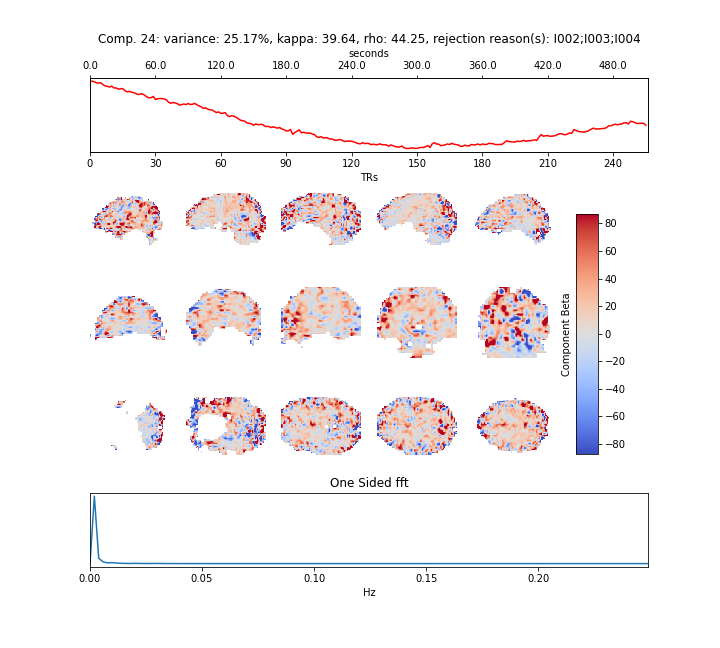 Comp. 24: variance: 25.17%, kappa: 39.64, rho: 44.25, rejection reason(s): I002;I003;I004
seconds
0.0 60.0 120.0 180.0 240.0 300.0 360.0 420.0 480.0
0 30 60 90 120 150 180 210 240
TRs
80
60
40
20
0
−20
−40
−60
−80
Component Beta
One Sided fft
0.00 0.05 0.10 0.15 0.20
Hz